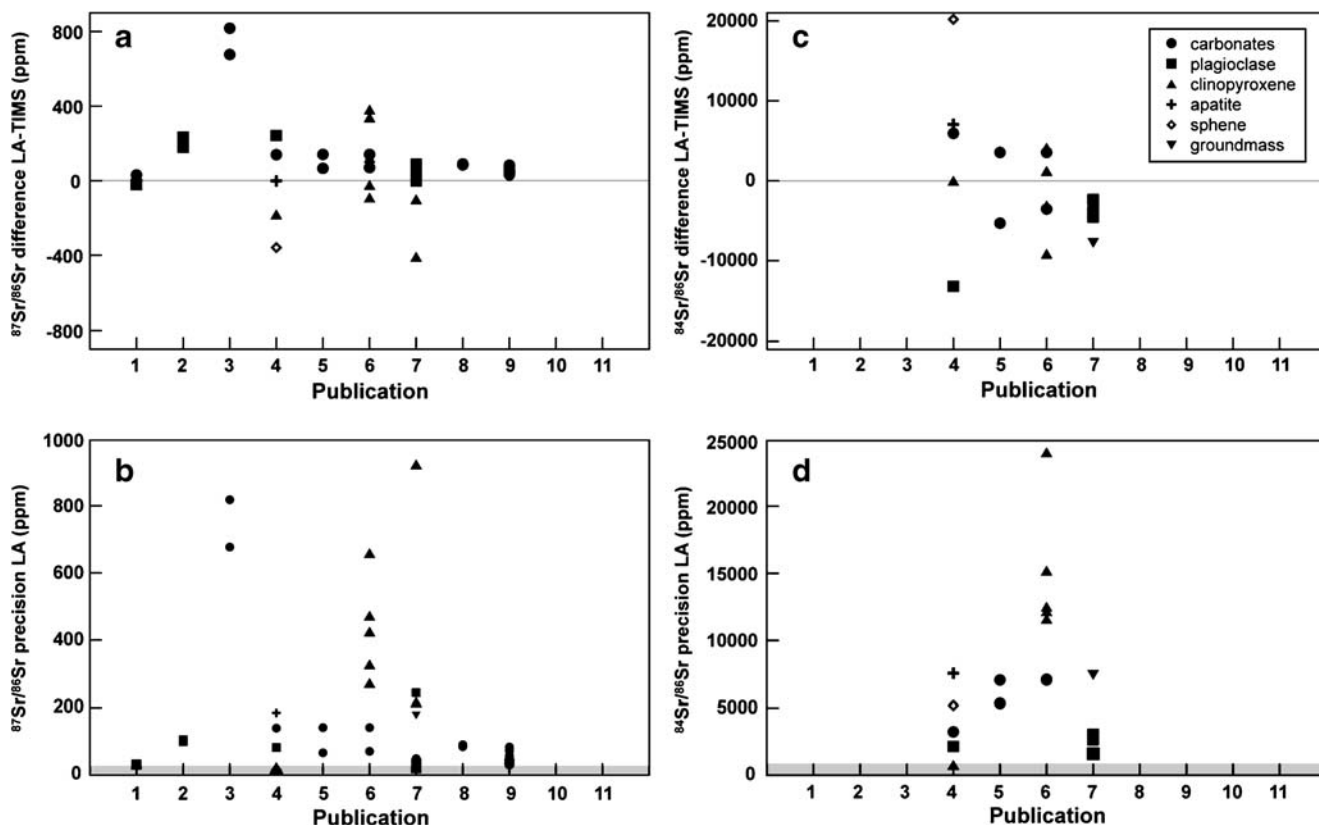 a
⁸⁷Sr/⁸⁶Sr difference LA-TIMS (ppm)
800
400
0
-400
-800
1 2 3 4 5 6 7 8 9 10 11
Publication
c
⁸⁴Sr/⁸⁶Sr difference LA-TIMS (ppm)
20000
10000
0
-10000
-20000
carbonates
plagioclase
clinopyroxene
apatite
sphene
groundmass
1 2 3 4 5 6 7 8 9 10 11
Publication
b
⁸⁷Sr/⁸⁶Sr precision LA (ppm)
1000
800
600
400
200
0
1 2 3 4 5 6 7 8 9 10 11
Publication
d
⁸⁴Sr/⁸⁶Sr precision LA (ppm)
25000
20000
15000
10000
5000
0
1 2 3 4 5 6 7 8 9 10 11
Publication